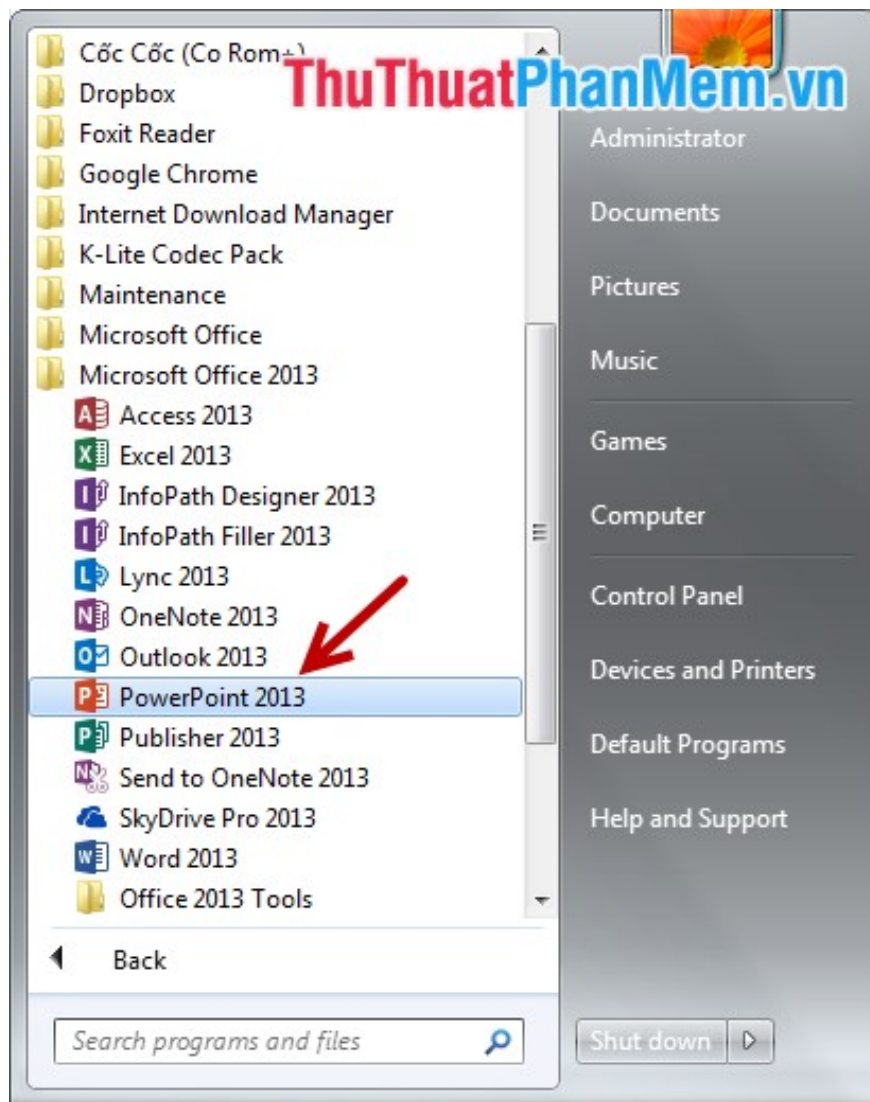 Cốc Cốc (Co Rom+)
ThuThuatPhanMem.vn
Dropbox
Foxit Reader
Google Chrome
Internet Download Manager
K-Lite Codec Pack
Maintenance
Microsoft Office
Microsoft Office 2013
Access 2013
Excel 2013
InfoPath Designer 2013
InfoPath Filler 2013
Lync 2013
OneNote 2013
Outlook 2013
PowerPoint 2013
Publisher 2013
Send to OneNote 2013
SkyDrive Pro 2013
Word 2013
Office 2013 Tools
Back
Search programs and files
Administrator
Documents
Pictures
Music
Games
Computer
Control Panel
Devices and Printers
Default Programs
Help and Support
Shut down